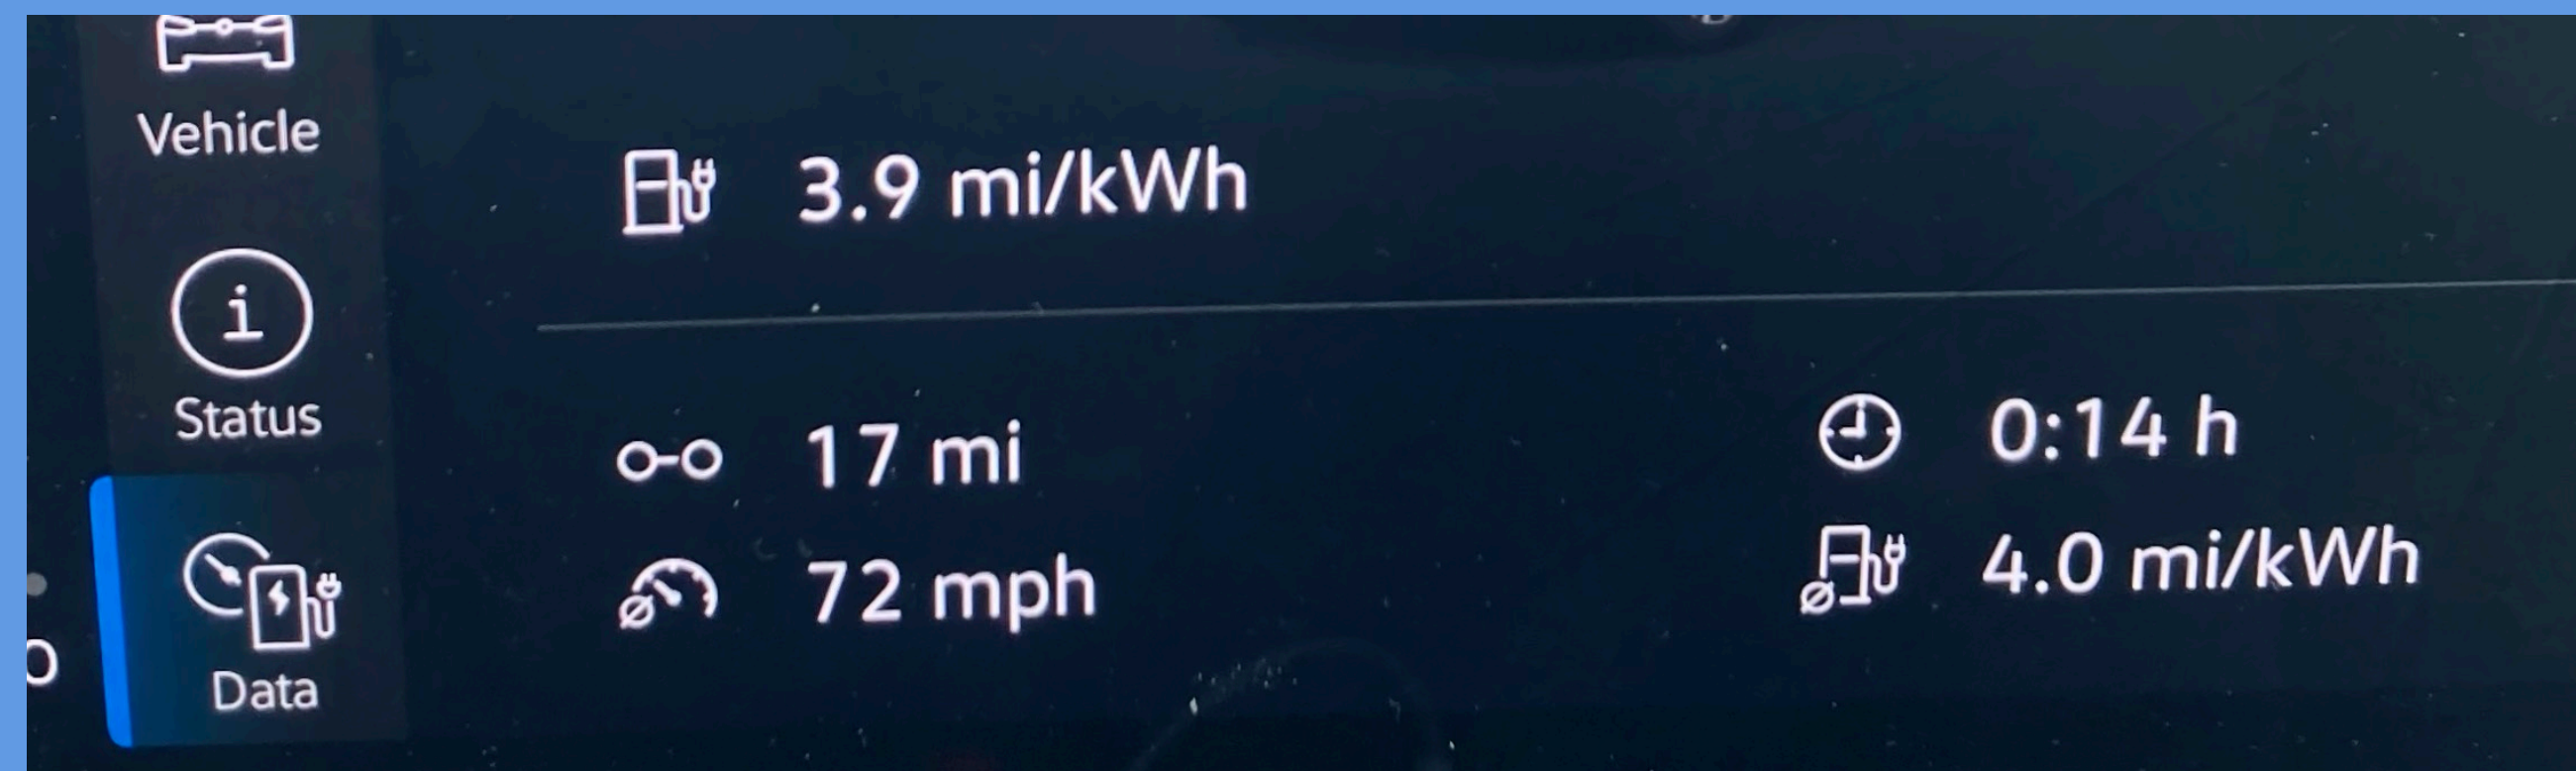 Vehicle
3.9 mi/kWh
Status
17 mi
0:14 h
72 mph
4.0 mi/kWh
Data